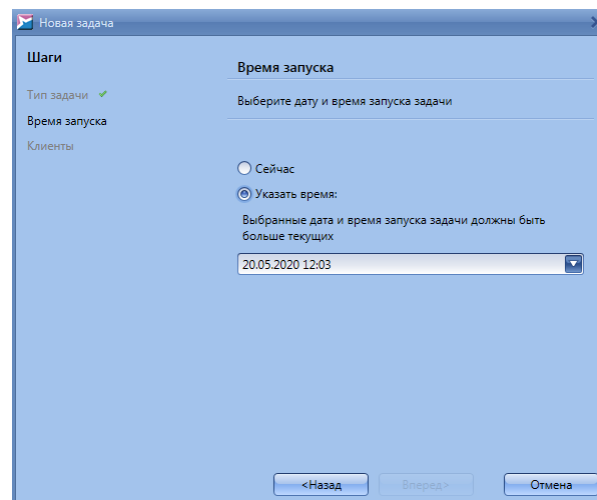 Новая задача
Шаги
Тип задачи
Время запуска
Клиенты
Время запуска
Выберите дату и время запуска задачи
Сейчас
Указать время:
Выбранные дата и время запуска задачи должны быть
больше текущих
20.05.2020 12:03
<Назад
Вперед>
Отмена